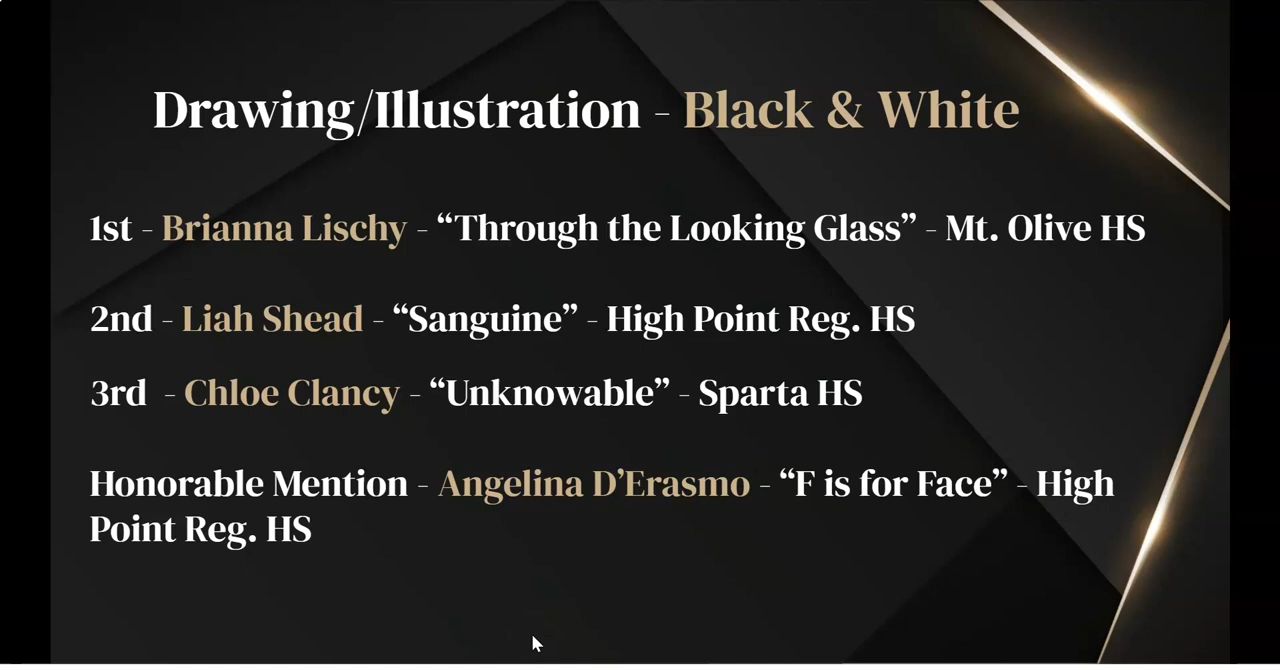 Drawing/Illustration - Black & White
1st - Brianna Lischy - “Through the Looking Glass” - Mt. Olive HS
2nd - Liah Shead - “Sanguine” - High Point Reg. HS
3rd - Chloe Clancy - “Unknowable” - Sparta HS
Honorable Mention - Angelina D’Erasmo - “F is for Face” - High
Point Reg. HS